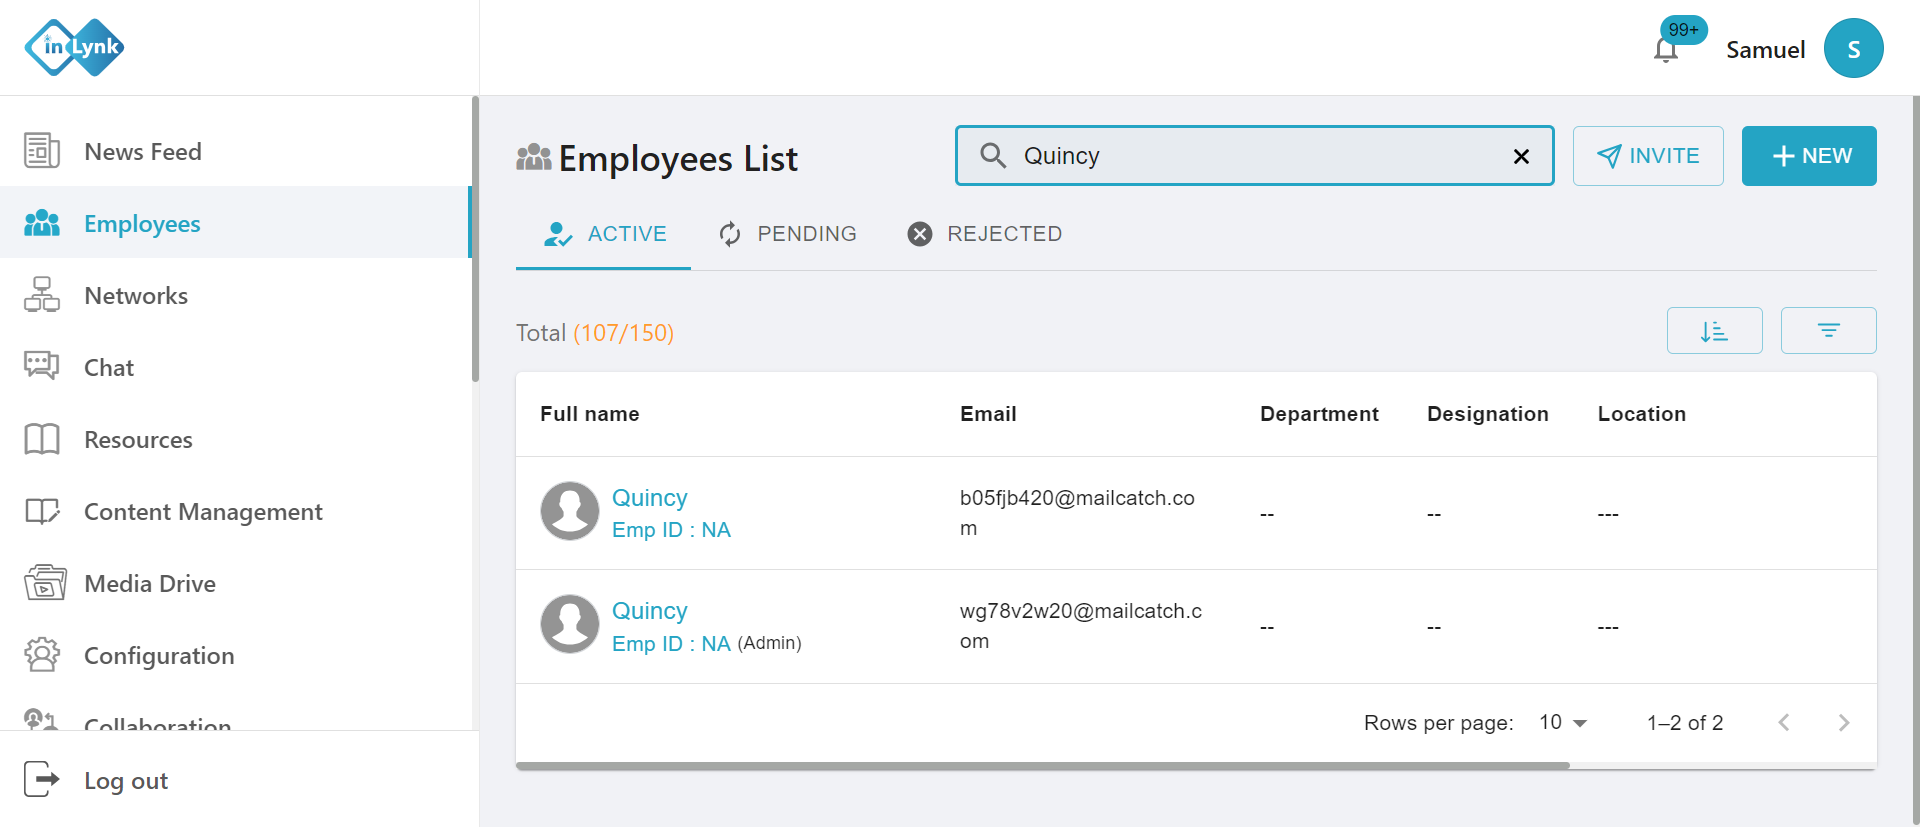 inLynk
99+
Samuel
S
News Feed
Employees
Networks
Chat
Resources
Content Management
Media Drive
Configuration
Collaboration
Log out
Employees List
Quincy
INVITE
NEW
ACTIVE
PENDING
REJECTED
Total (107/150)
Full name Email Department Designation Location
Quincy
Emp ID : NA
b05fjb420@mailcatch.co
m
--
--
---
Quincy
Emp ID : NA (Admin)
wg78v2w20@mailcatch.c
om
--
--
---
Rows per page: 10 1–2 of 2